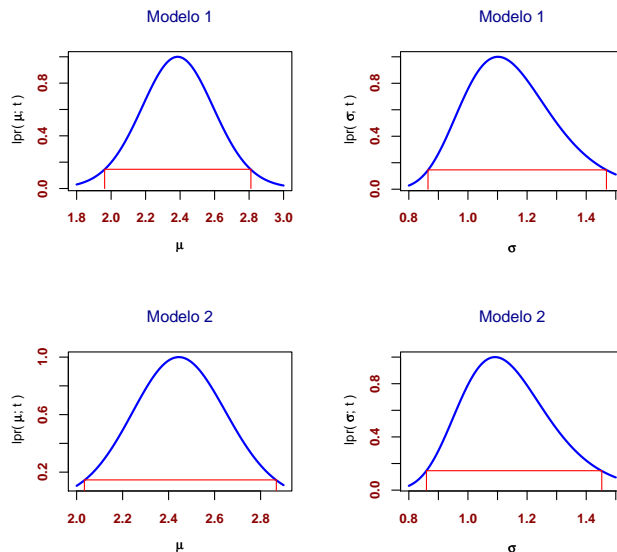 Modelo 1
lpr( μ; t )
0.0 0.4 0.8
1.8 2.0 2.2 2.4 2.6 2.8 3.0
μ
Modelo 1
lpr( σ; t )
0.0 0.4 0.8
0.8 1.0 1.2 1.4
σ
Modelo 2
lpr( μ; t )
0.2 0.6 1.0
2.0 2.2 2.4 2.6 2.8
μ
Modelo 2
lpr( σ; t )
0.0 0.4 0.8
0.8 1.0 1.2 1.4
σ